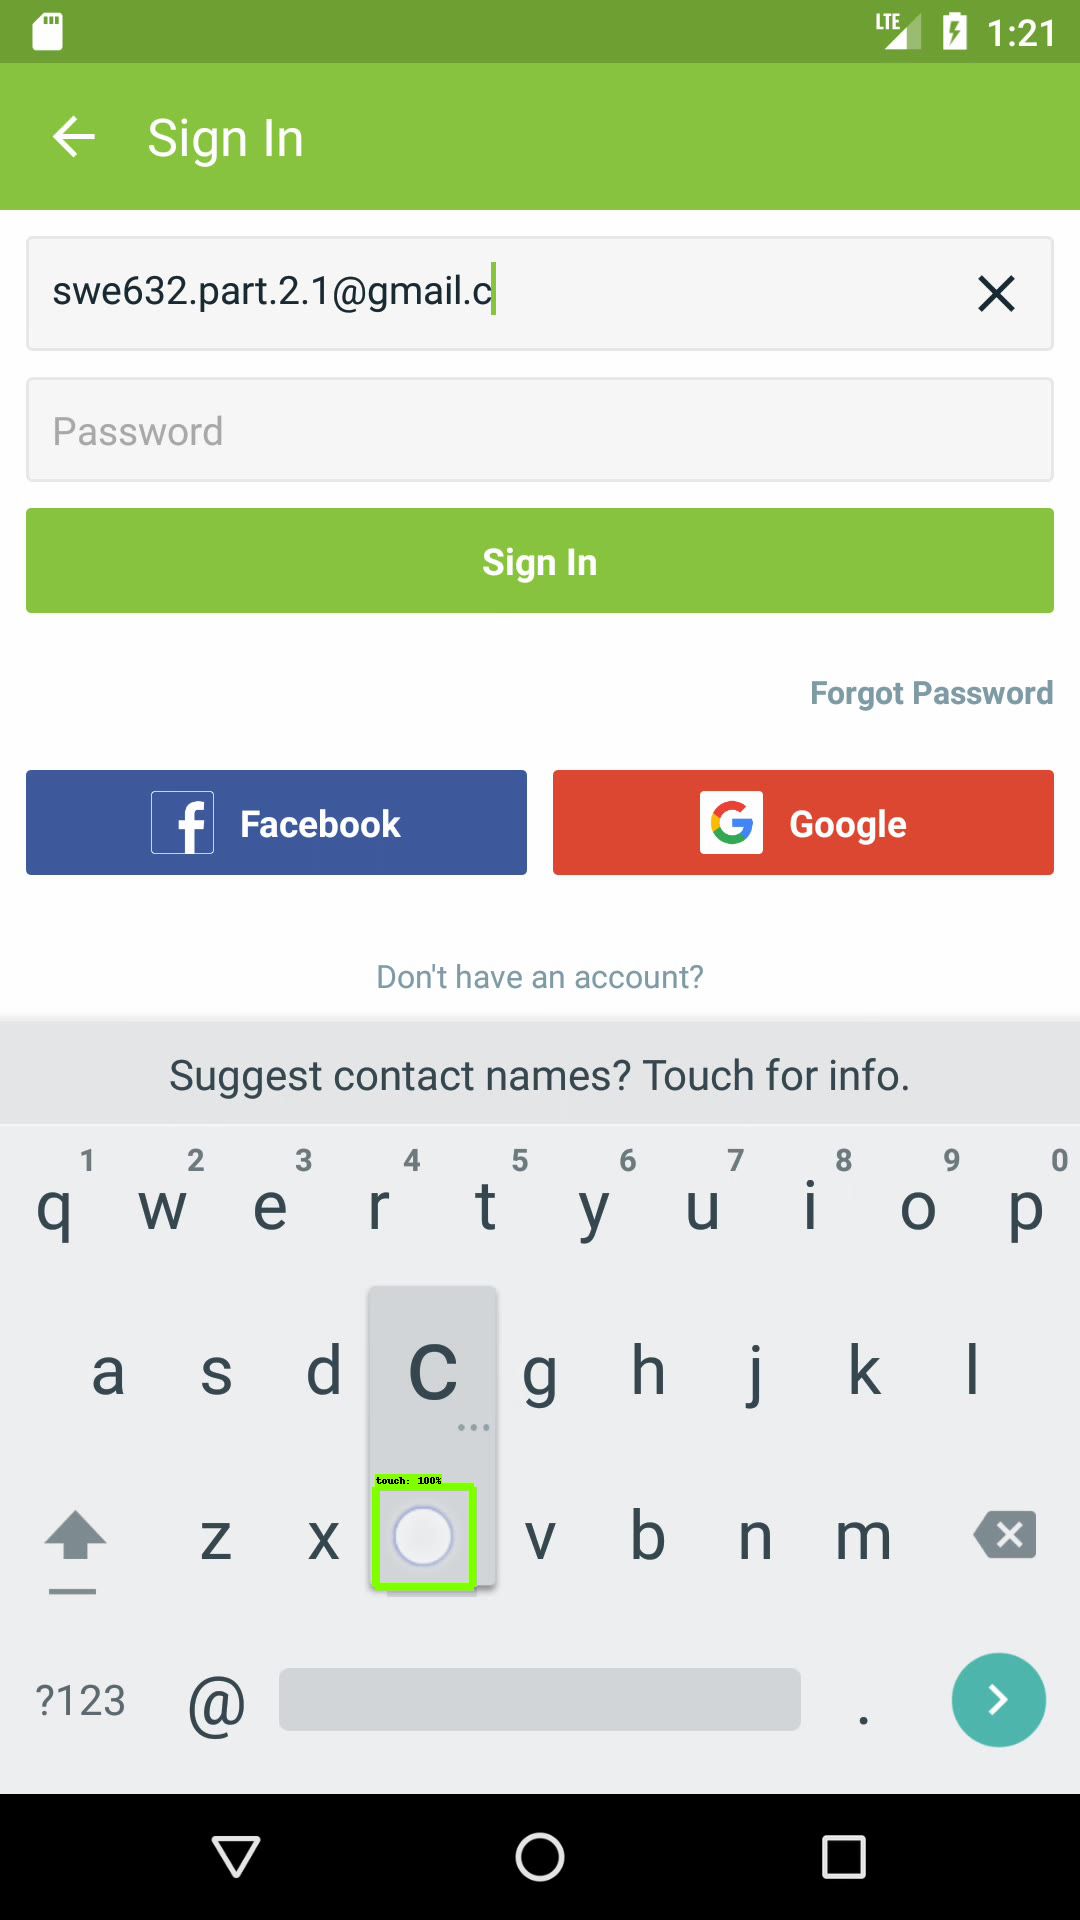 LTE 1:21
Sign In
swe632.part.2.1@gmail.c
Password
Sign In
Forgot Password
Facebook Google
Don't have an account?
Suggest contact names? Touch for info.
1 2 3 4 5 6 7 8 9 0
q w e r t y u i o p
a s d c g h j k l
...
touch: 100%
z x v b n m
?123 @ .